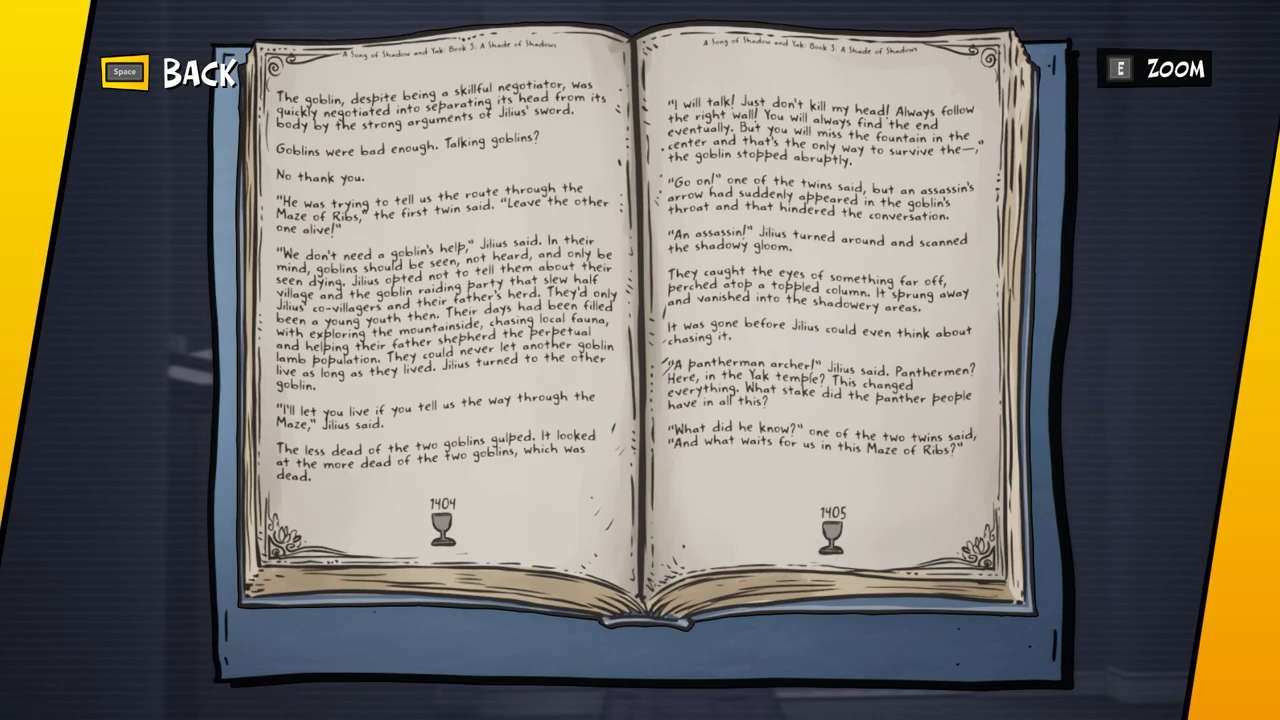 Space BACK
E ZOOM
A Song of Shadow and Yak: Book 3: A Shade of Shadows
The goblin, despite being a skillful negotiator, was
quickly negotiated into separating its head from its
body by the strong arguments of Jilius' sword.
Goblins were bad enough. Talking goblins?
No thank you.
"He was trying to tell us the route through the
Maze of Ribs," the first twin said. "Leave the other
one alive!"
"We don't need a goblin's help," Jilius said. In their
mind, goblins should be seen, not heard, and only be
seen dying. Jilius opted not to tell them about their
village and the goblin raiding party that slew half
Jilius' co-villagers and their father's herd. They'd only
been a young youth then. Their days had been filled
with exploring the mountainside, chasing local fauna,
and helping their father shepherd the perpetual
lamb population. They could never let another goblin
live as long as they lived. Jilius turned to the other
goblin.
"I'll let you live if you tell us the way through the
Maze," Jilius said.
The less dead of the two goblins gulped. It looked
at the more dead of the two goblins, which was
dead.
1404
A Song of Shadow and Yak: Book 3: A Shade of Shadows
"I will talk! Just don't kill my head! Always follow
the right wall! You will always find the end
eventually. But you will miss the fountain in the
center and that's the only way to survive the—,"
the goblin stopped abruptly.
"Go on!" one of the twins said, but an assassin's
arrow had suddenly appeared in the goblin's
throat and that hindered the conversation.
"An assassin!" Jilius turned around and scanned
the shadowy gloom.
They caught the eyes of something far off,
perched atop a toppled column. It sprung away
and vanished into the shadowery areas.
It was gone before Jilius could even think about
chasing it.
"A pantherman archer!" Jilius said. Panthermen?
Here, in the Yak temple? This changed
everything. What stake did the panther people
have in all this?
"What did he know?" one of the two twins said,
"And what waits for us in this Maze of Ribs?"
1405